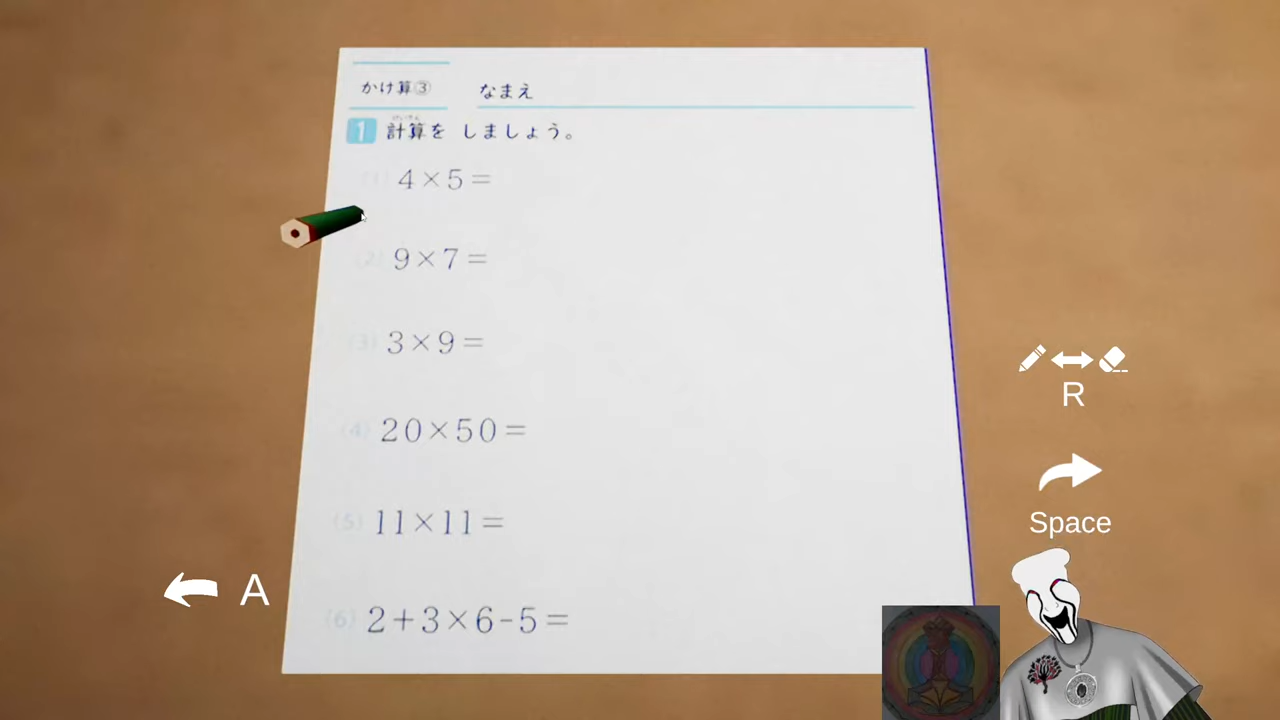 かけ算③
なまえ
1 計算を しましょう。
(1) 4×5=
(2) 9×7=
(3) 3×9=
(4) 20×50=
(5) 11×11=
(6) 2+3×6-5=
R
Space
A